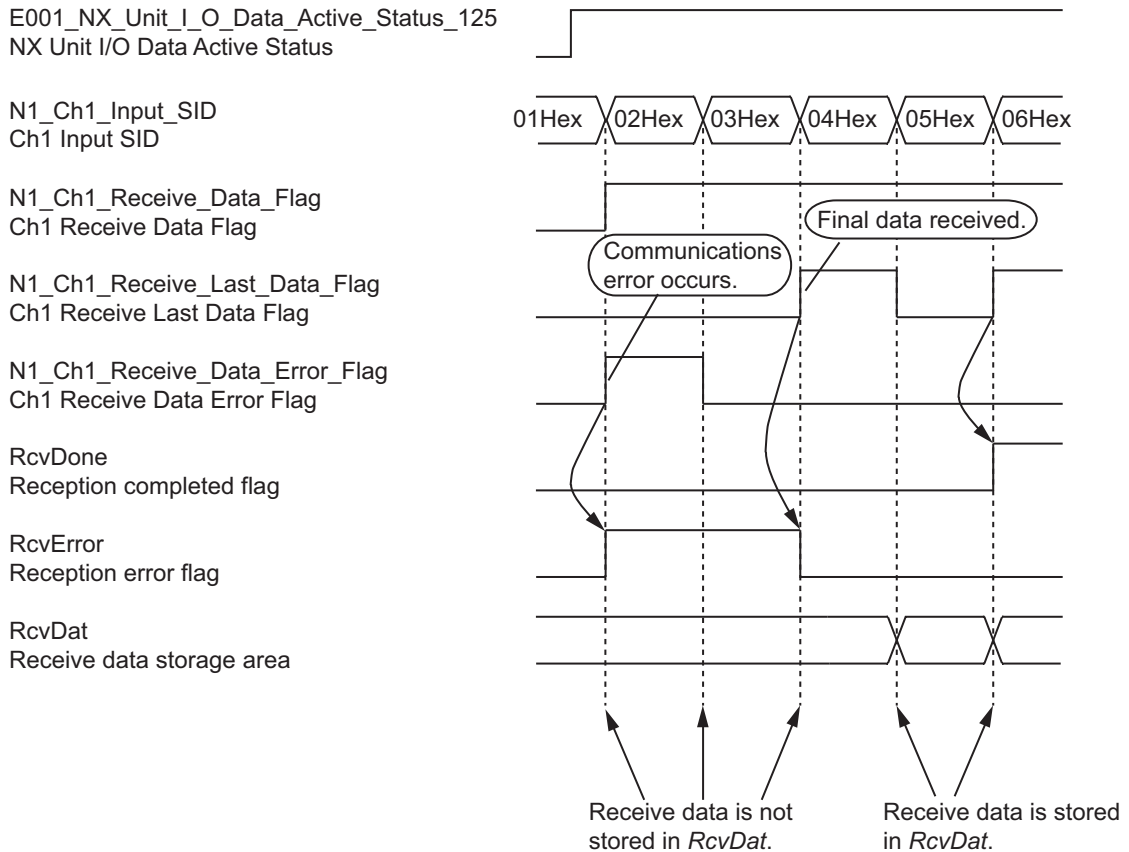 E001_NX_Unit_I_O_Data_Active_Status_125
NX Unit I/O Data Active Status
N1_Ch1_Input_SID
Ch1 Input SID
01Hex 02Hex 03Hex 04Hex 05Hex 06Hex
N1_Ch1_Receive_Data_Flag
Ch1 Receive Data Flag
Final data received.
Communications
error occurs.
N1_Ch1_Receive_Last_Data_Flag
Ch1 Receive Last Data Flag
N1_Ch1_Receive_Data_Error_Flag
Ch1 Receive Data Error Flag
RcvDone
Reception completed flag
RcvError
Reception error flag
RcvDat
Receive data storage area
Receive data is not
stored in RcvDat.
Receive data is stored
in RcvDat.